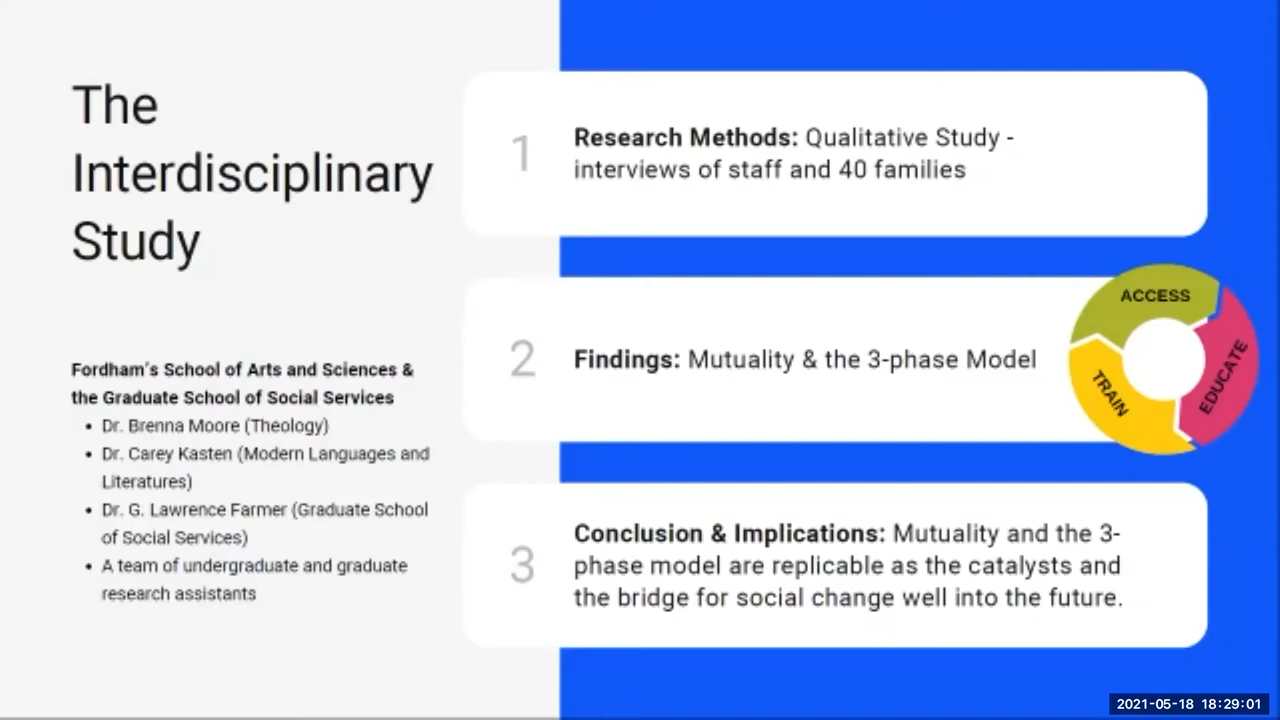 The
Interdisciplinary
Study
Fordham's School of Arts and Sciences &
the Graduate School of Social Services
• Dr. Brenna Moore (Theology)
• Dr. Carey Kasten (Modern Languages and
Literatures)
• Dr. G. Lawrence Farmer (Graduate School
of Social Services)
• A team of undergraduate and graduate
research assistants
1
Research Methods: Qualitative Study -
interviews of staff and 40 families
2
Findings: Mutuality & the 3-phase Model
ACCESS
EDUCATE
TRAIN
3
Conclusion & Implications: Mutuality and the 3-
phase model are replicable as the catalysts and
the bridge for social change well into the future.
2021-05-18 18:29:01